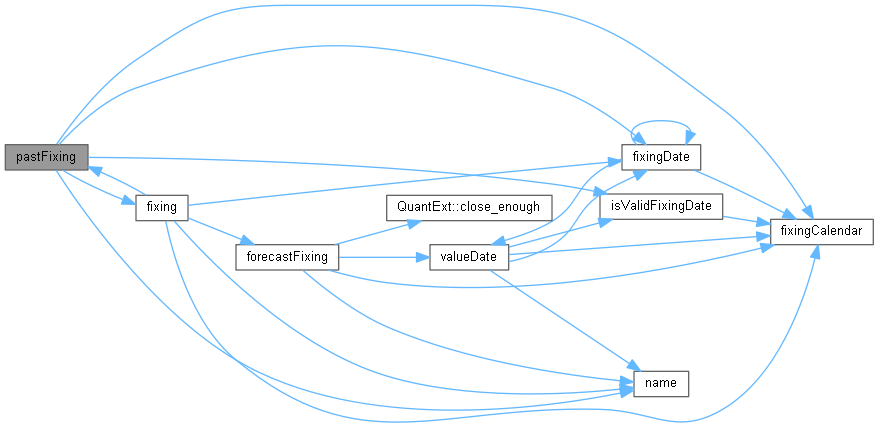 pastFixing
fixing
forecastFixing
QuantExt::close_enough
valueDate
fixingDate
isValidFixingDate
fixingCalendar
name